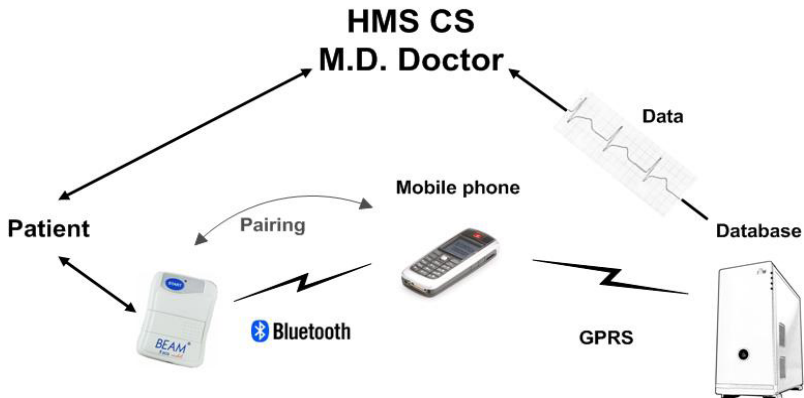 HMS CS
M.D. Doctor
Data
Mobile phone
Pairing
Patient
Database
Bluetooth
BEAM
GPRS